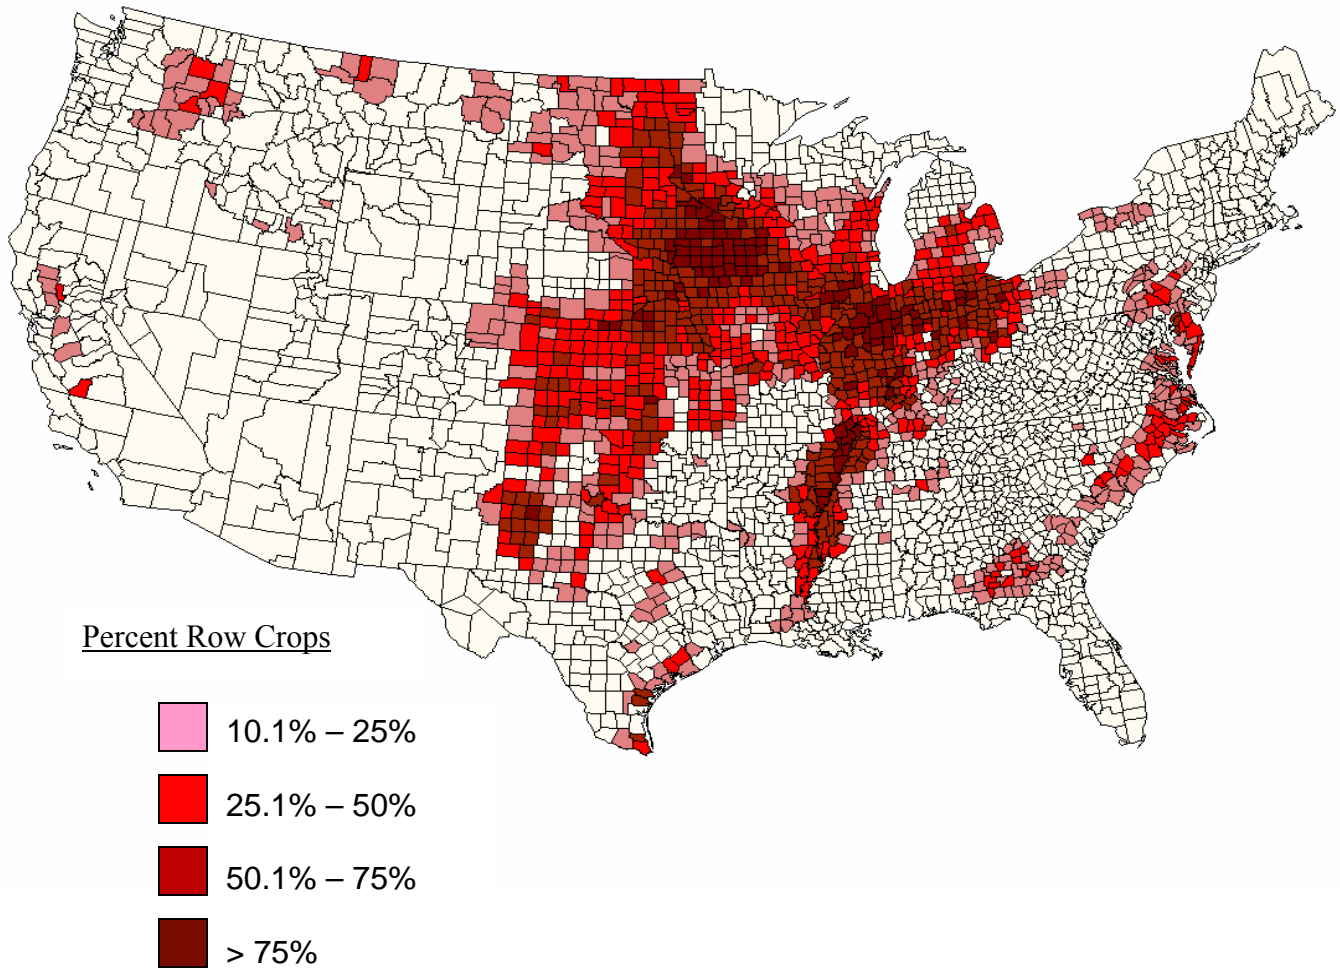 Percent Row Crops
10.1% – 25%
25.1% – 50%
50.1% – 75%
> 75%